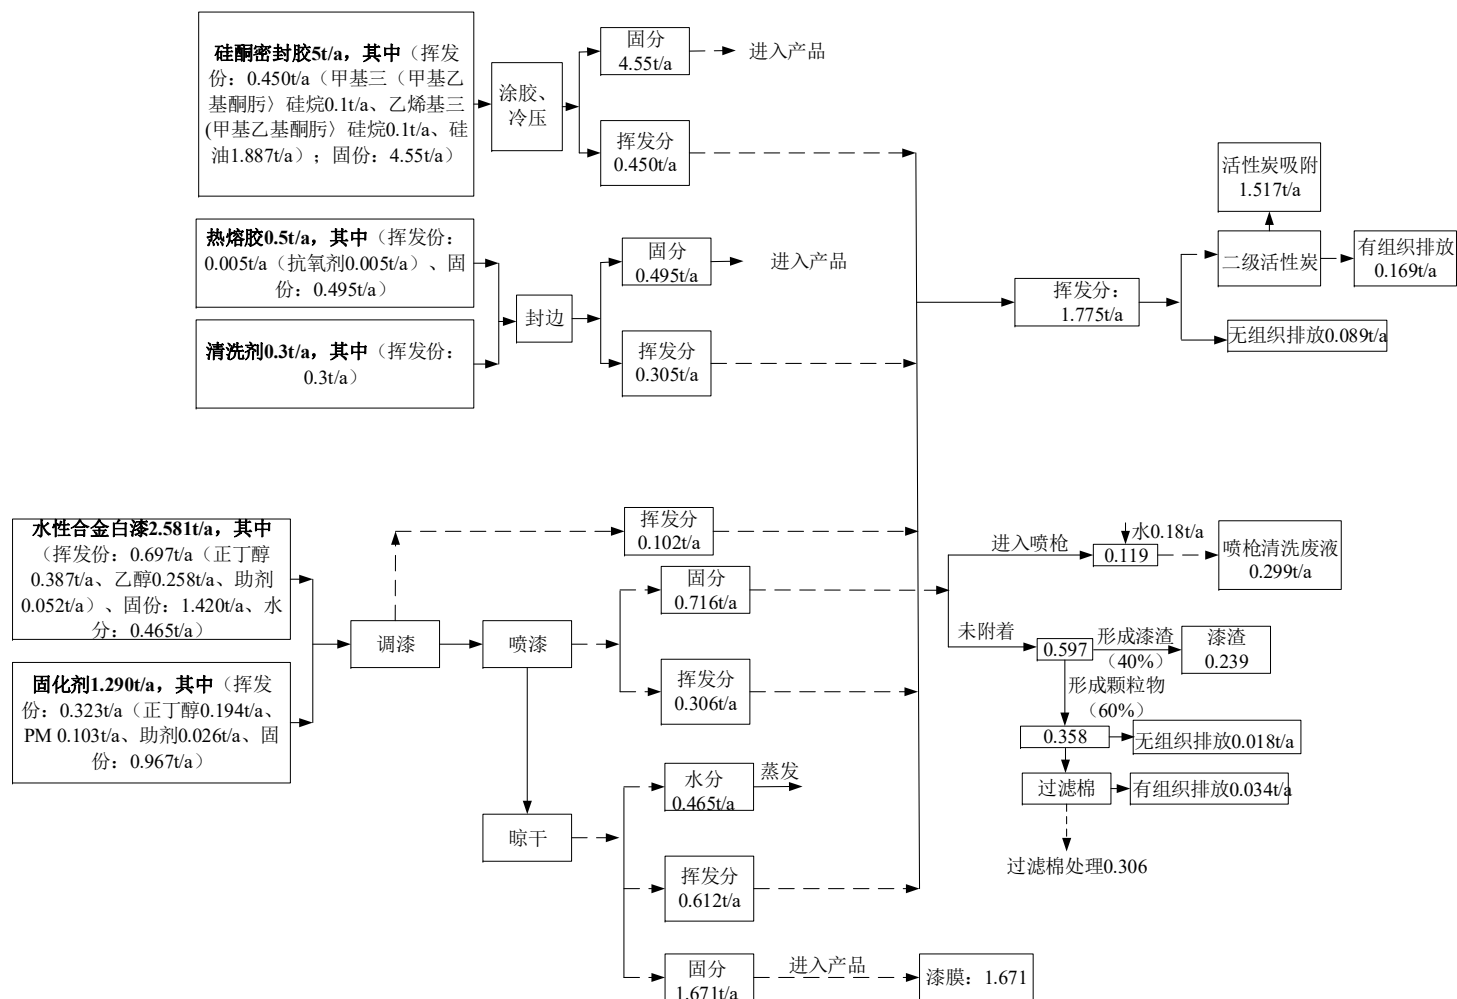 硅酮密封胶5t/a，其中（挥发
份：0.450t/a（甲基三（甲基乙
基酮肟〉硅烷0.1t/a、乙烯基三
(甲基乙基酮肟〉硅烷0.1t/a、硅
油1.887t/a）；固份：4.55t/a）
涂胶、
冷压
固分
4.55t/a
进入产品
挥发分
0.450t/a
热熔胶0.5t/a，其中（挥发份：
0.005t/a（抗氧剂0.005t/a）、固
份：0.495t/a）
清洗剂0.3t/a，其中（挥发份：
0.3t/a）
封边
固分
0.495t/a
进入产品
挥发分
0.305t/a
挥发分：
1.775t/a
活性炭吸附
1.517t/a
二级活性炭
有组织排放
0.169t/a
无组织排放0.089t/a
水性合金白漆2.581t/a，其中
（挥发份：0.697t/a（正丁醇
0.387t/a、乙醇0.258t/a、助剂
0.052t/a）、固份：1.420t/a、水
分：0.465t/a）
固化剂1.290t/a，其中（挥发
份：0.323t/a（正丁醇0.194t/a、
PM 0.103t/a、助剂0.026t/a、固
份：0.967t/a）
调漆
喷漆
挥发分
0.102t/a
固分
0.716t/a
挥发分
0.306t/a
晾干
水分
0.465t/a
蒸发
挥发分
0.612t/a
固分
1.671t/a
进入产品
漆膜：1.671
进入喷枪
水0.18t/a
0.119
喷枪清洗废液
0.299t/a
未附着
0.597
形成漆渣
（40%）
漆渣
0.239
形成颗粒物
（60%）
0.358
无组织排放0.018t/a
过滤棉
有组织排放0.034t/a
过滤棉处理0.306